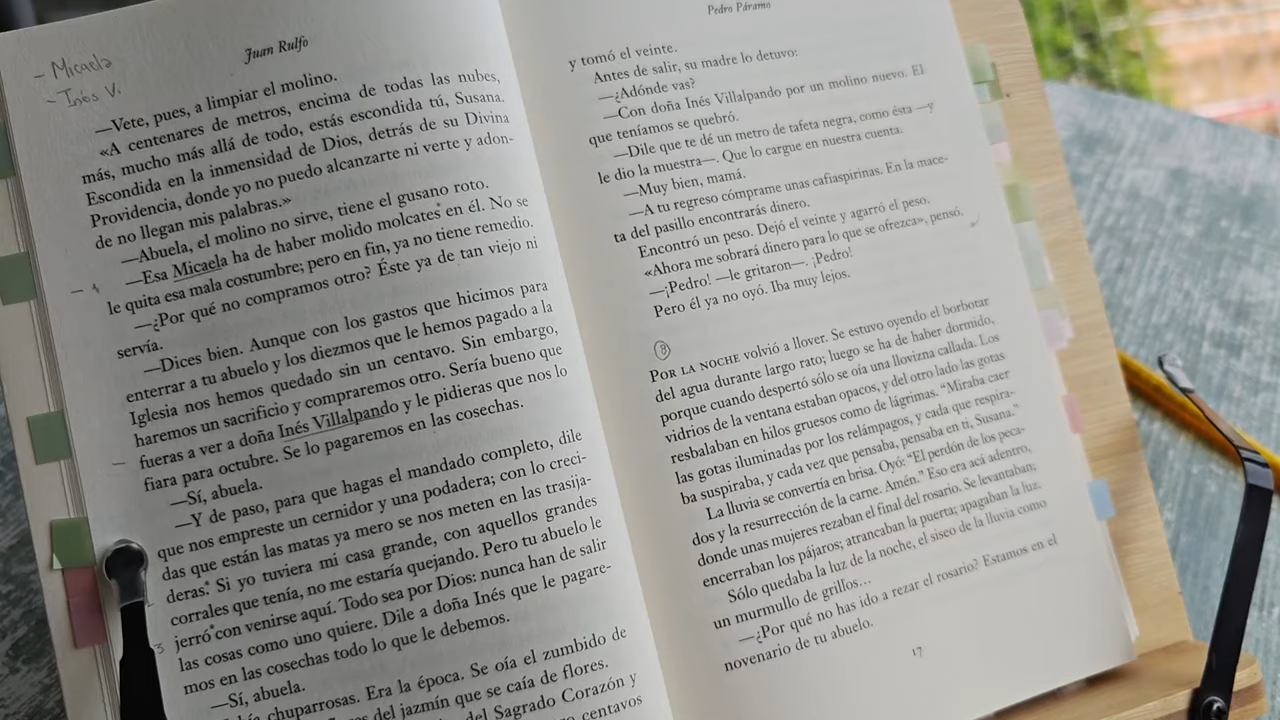 - Micaela
- Inés V.
Juan Rulfo
—Vete, pues, a limpiar el molino.
«A centenares de metros, encima de todas las nubes,
más, mucho más allá de todo, estás escondida tú, Susana.
Escondida en la inmensidad de Dios, detrás de su Divina
Providencia, donde yo no puedo alcanzarte ni verte y adon-
de no llegan mis palabras.»
—Abuela, el molino no sirve, tiene el gusano roto.
—Esa Micaela ha de haber molido molcates* en él. No se
le quita esa mala costumbre; pero en fin, ya no tiene remedio.
—¿Por qué no compramos otro? Éste ya de tan viejo ni
servía.
—Dices bien. Aunque con los gastos que hicimos para
enterrar a tu abuelo y los diezmos que le hemos pagado a la
Iglesia nos hemos quedado sin un centavo. Sin embargo,
haremos un sacrificio y compraremos otro. Sería bueno que
fueras a ver a doña Inés Villalpando y le pidieras que nos lo
fiara para octubre. Se lo pagaremos en las cosechas.
—Sí, abuela.
—Y de paso, para que hagas el mandado completo, dile
que nos empreste un cernidor y una podadera; con lo creci-
das que están las matas ya mero se nos meten en las trasija-
deras.* Si yo tuviera mi casa grande, con aquellos grandes
corrales que tenía, no me estaría quejando. Pero tu abuelo le
jerró* con venirse aquí. Todo sea por Dios: nunca han de salir
las cosas como uno quiere. Dile a doña Inés que le pagare-
mos en las cosechas todo lo que le debemos.
—Sí, abuela.
chuparrosas. Era la época. Se oía el zumbido
del jazmín que se caía de flores.
del Sagrado Corazón y
centavos
3
Pedro Páramo
y tomó el veinte.
Antes de salir, su madre lo detuvo:
—¿Adónde vas?
—Con doña Inés Villalpando por un molino nuevo. El
que teníamos se quebró.
—Dile que te dé un metro de tafeta negra, como ésta —y
le dio la muestra—. Que lo cargue en nuestra cuenta.
—Muy bien, mamá.
—A tu regreso cómprame unas cafiaspirinas. En la mace-
ta del pasillo encontrarás dinero.
Encontró un peso. Dejó el veinte y agarró el peso.
«Ahora me sobrará dinero para lo que se ofrezca», pensó.
—¡Pedro! —le gritaron—. ¡Pedro!
Pero él ya no oyó. Iba muy lejos.
8
POR LA NOCHE volvió a llover. Se estuvo oyendo el borbotar
del agua durante largo rato; luego se ha de haber dormido,
porque cuando despertó sólo se oía una llovizna callada. Los
vidrios de la ventana estaban opacos, y del otro lado las gotas
resbalaban en hilos gruesos como de lágrimas. "Miraba caer
las gotas iluminadas por los relámpagos, y cada que respira-
ba suspiraba, y cada vez que pensaba, pensaba en ti, Susana."
La lluvia se convertía en brisa. Oyó: "El perdón de los peca-
dos y la resurrección de la carne. Amén." Eso era acá adentro,
donde unas mujeres rezaban el final del rosario. Se levantaban;
encerraban los pájaros; atrancaban la puerta; apagaban la luz.
Sólo quedaba la luz de la noche, el siseo de la lluvia como
un murmullo de grillos...
—¿Por qué no has ido a rezar el rosario? Estamos en el
novenario de tu abuelo.
17